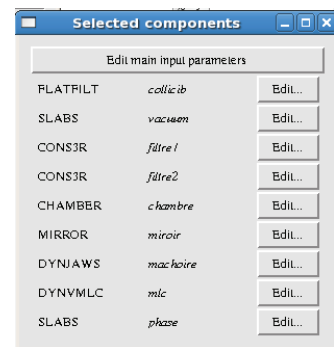 Selected components
Edit main input parameters
FLATFILT collicib Edit...
SLABS vacuum Edit...
CONS3R filtre1 Edit...
CONS3R filtre2 Edit...
CHAMBER chambre Edit...
MIRROR miroir Edit...
DYNJAWS machoire Edit...
DYNVMLC mlc Edit...
SLABS phase Edit...